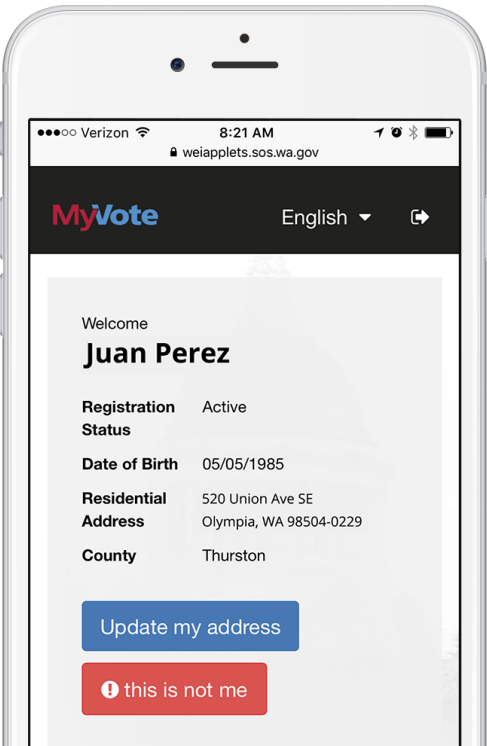 Verizon 8:21 AM
weiapplets.sos.wa.gov
MyVote English
Welcome
Juan Perez
Registration Status Active
Date of Birth 05/05/1985
Residential Address 520 Union Ave SE
Olympia, WA 98504-0229
County Thurston
Update my address
this is not me